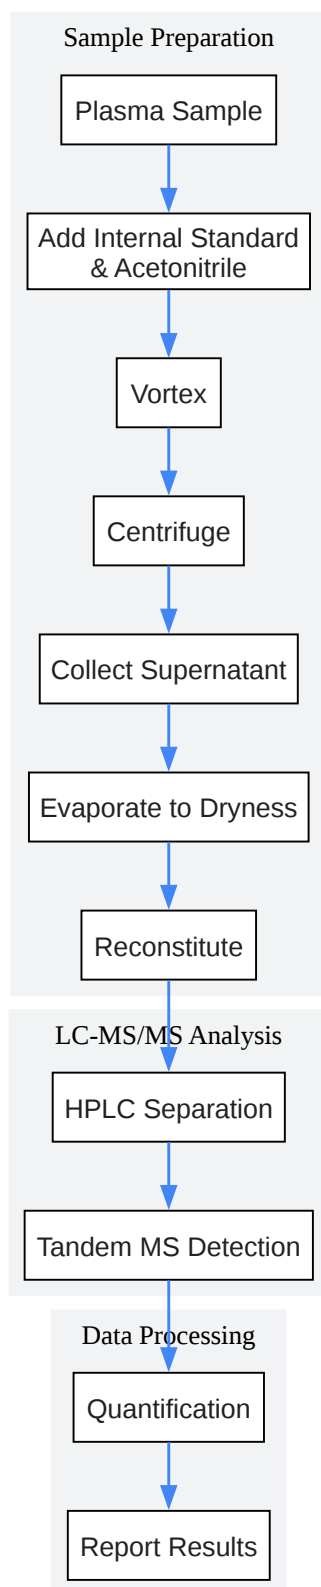 Sample Preparation
Plasma Sample
Add Internal Standard
& Acetonitrile
Vortex
Centrifuge
Collect Supernatant
Evaporate to Dryness
Reconstitute
LC-MS/MS Analysis
HPLC Separation
Tandem MS Detection
Data Processing
Quantification
Report Results